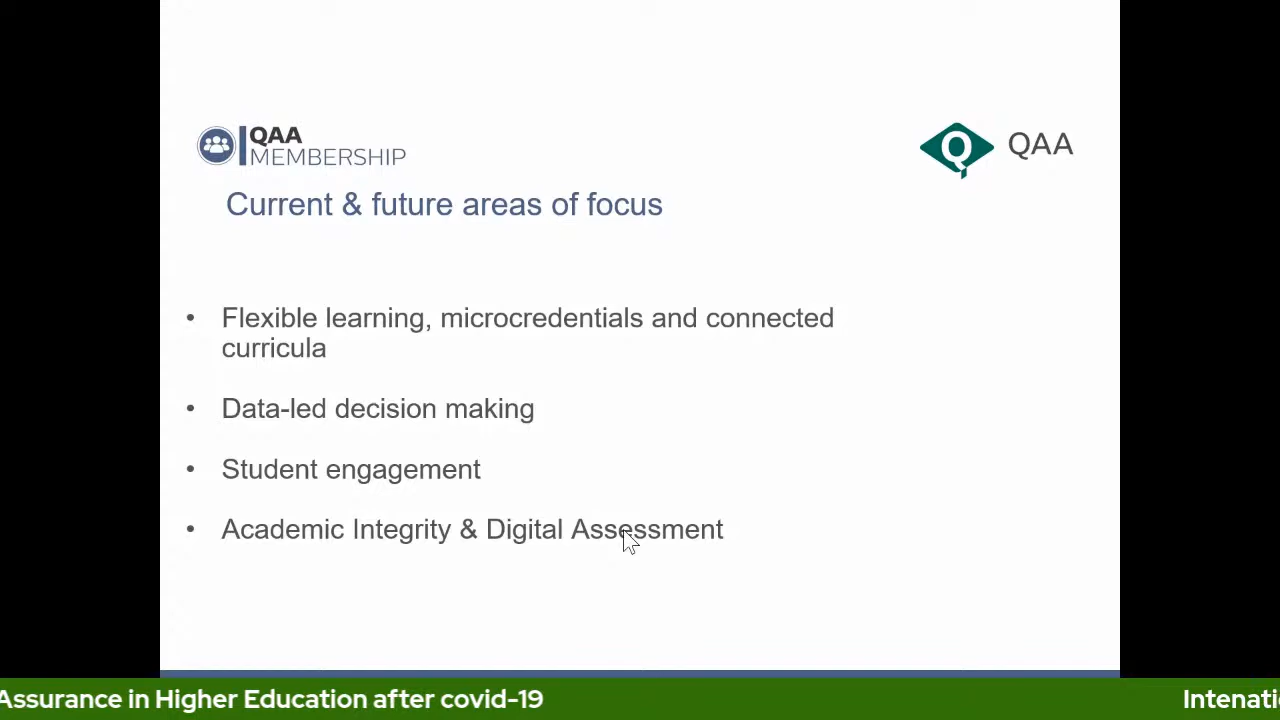 QAA
MEMBERSHIP
Q
QAA
Current & future areas of focus
• Flexible learning, microcredentials and connected
curricula
• Data-led decision making
• Student engagement
• Academic Integrity & Digital Assessment
Assurance in Higher Education after covid-19
Intenati